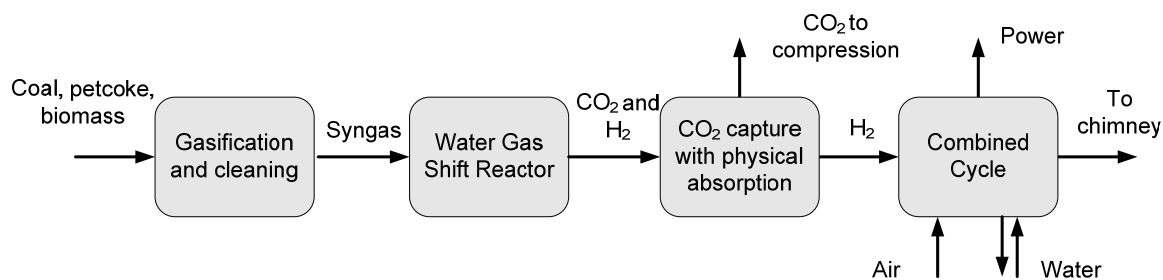 Coal, petcoke,
biomass
Gasification
and cleaning
Syngas
Water Gas
Shift Reactor
CO₂ and
H₂
CO₂ to
compression
CO₂ capture
with physical
absorption
H₂
Power
Combined
Cycle
To
chimney
Air
Water